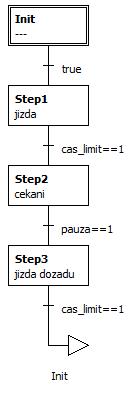 Init
---
true
Step1
jizda
cas_limit==1
Step2
cekani
pauza==1
Step3
jizda dozadu
cas_limit==1
Init